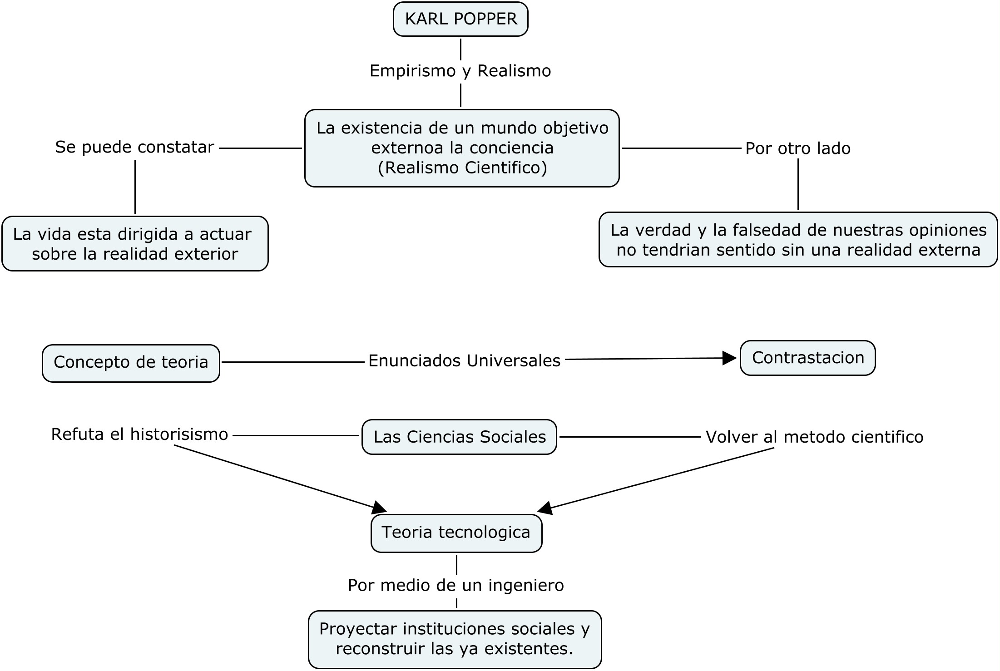 KARL POPPER
Empirismo y Realismo
La existencia de un mundo objetivo
externoa la conciencia
(Realismo Cientifico)
Se puede constatar
Por otro lado
La vida esta dirigida a actuar
sobre la realidad exterior
La verdad y la falsedad de nuestras opiniones
no tendrian sentido sin una realidad externa
Concepto de teoria
Enunciados Universales
Contrastacion
Refuta el historisismo
Las Ciencias Sociales
Volver al metodo cientifico
Teoria tecnologica
Por medio de un ingeniero
Proyectar instituciones sociales y
reconstruir las ya existentes.